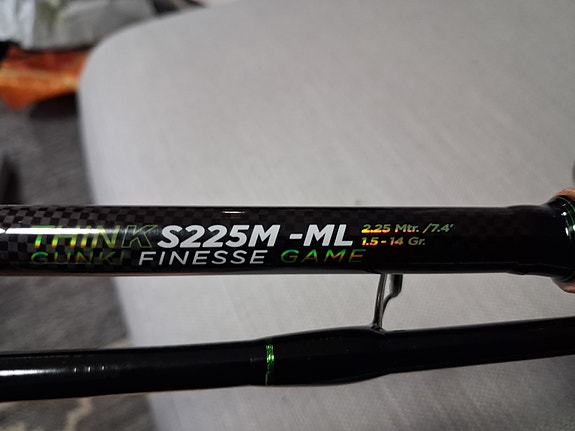 THINK S225M -ML
2.25 Mtr. /7.4'
1.5 - 14 Gr.
GUNKI FINESSE GAME